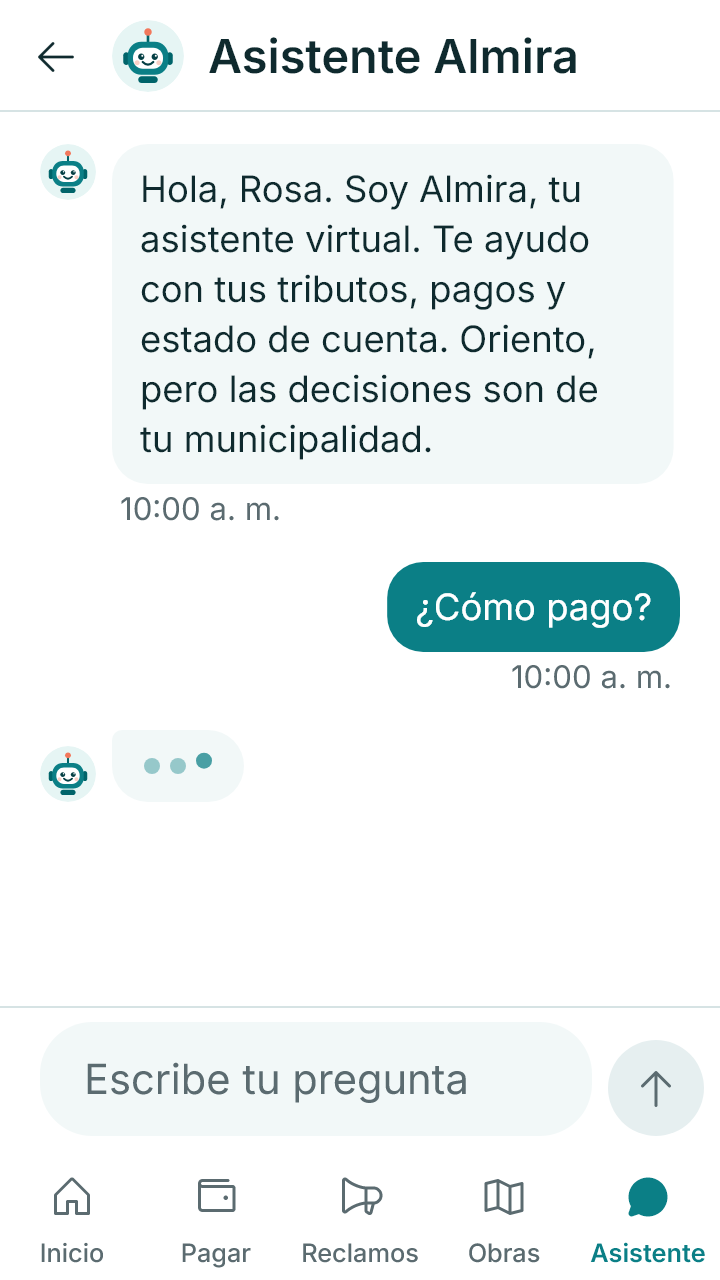 Asistente Almira
Hola, Rosa. Soy Almira, tu
asistente virtual. Te ayudo
con tus tributos, pagos y
estado de cuenta. Oriento,
pero las decisiones son de
tu municipalidad.
10:00 a. m.
¿Cómo pago?
10:00 a. m.
Escribe tu pregunta
Inicio
Pagar
Reclamos
Obras
Asistente